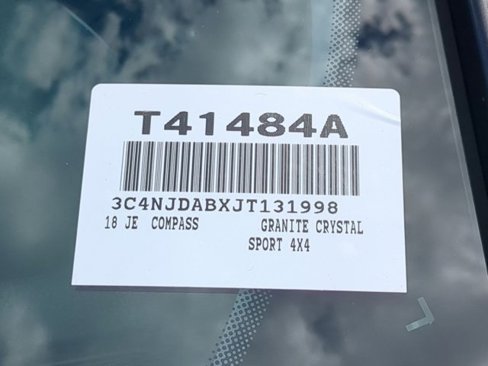 T41484A
3C4NJDABXJT131998
18 JE COMPASS GRANITE CRYSTAL
SPORT 4X4